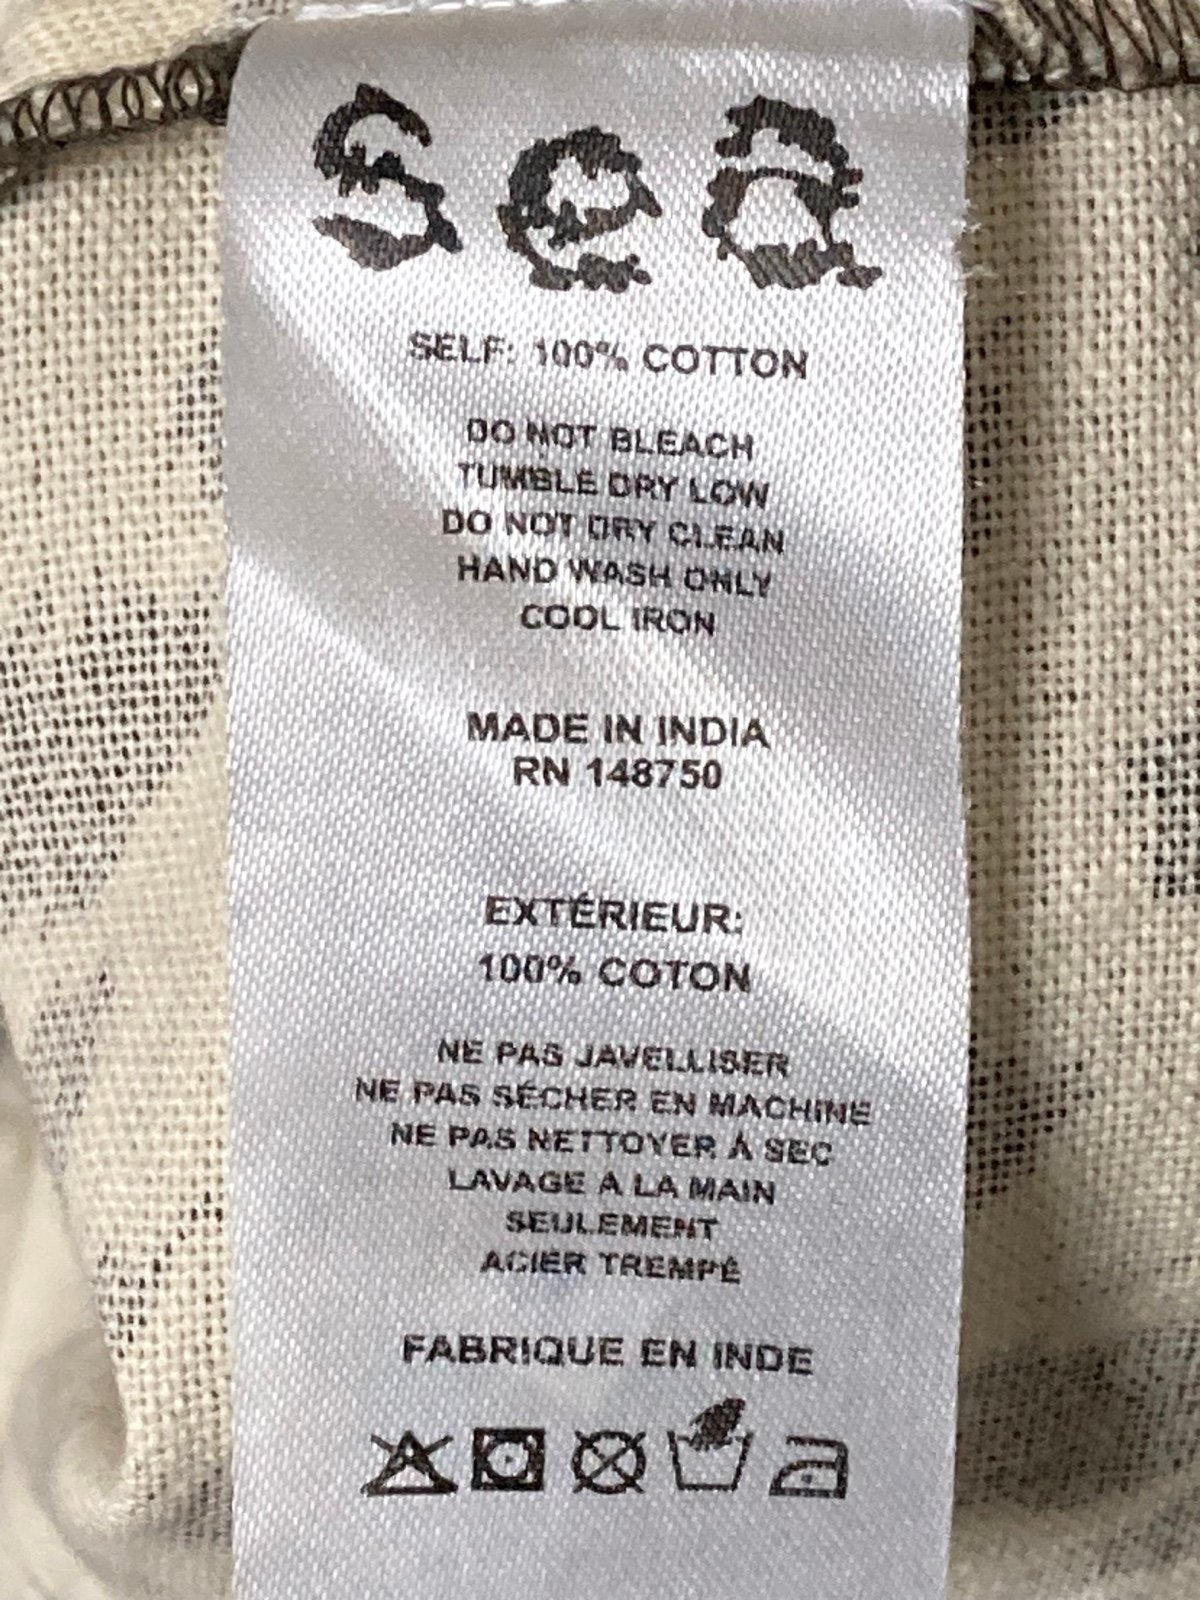 Sea
SELF: 100% COTTON
DO NOT BLEACH
TUMBLE DRY LOW
DO NOT DRY CLEAN
HAND WASH ONLY
COOL IRON
MADE IN INDIA
RN 148750
EXTÉRIEUR:
100% COTON
NE PAS JAVELLISER
NE PAS SÉCHER EN MACHINE
NE PAS NETTOYER À SEC
LAVAGE A LA MAIN
SEULEMENT
ACIER TREMPÉ
FABRIQUE EN INDE